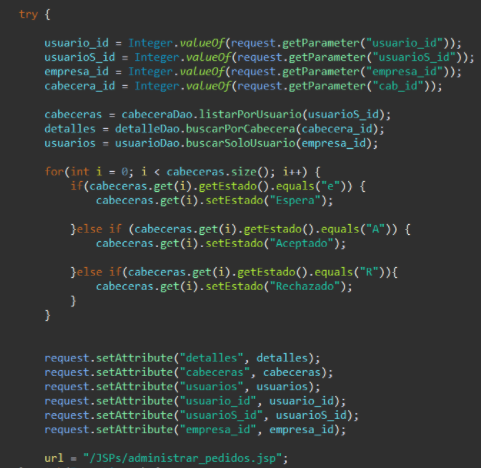 try {
usuario_id = Integer.valueOf(request.getParameter("usuario_id"));
usuarioS_id = Integer.valueOf(request.getParameter("usuarioS_id"));
empresa_id = Integer.valueOf(request.getParameter("empresa_id"));
cabecera_id = Integer.valueOf(request.getParameter("cab_id"));
cabeceras = cabeceraDao.listarPorUsuario(usuarioS_id);
detalles = detalleDao.buscarPorCabecera(cabecera_id);
usuarios = usuarioDao.buscarSoloUsuario(empresa_id);
for(int i = 0; i < cabeceras.size(); i++) {
if(cabeceras.get(i).getEstado().equals("e")) {
cabeceras.get(i).setEstado("Espera");
}else if (cabeceras.get(i).getEstado().equals("A")) {
cabeceras.get(i).setEstado("Aceptado");
}else if(cabeceras.get(i).getEstado().equals("R")){
cabeceras.get(i).setEstado("Rechazado");
}
}
request.setAttribute("detalles", detalles);
request.setAttribute("cabeceras", cabeceras);
request.setAttribute("usuarios", usuarios);
request.setAttribute("usuario_id", usuario_id);
request.setAttribute("usuarioS_id", usuarioS_id);
request.setAttribute("empresa_id", empresa_id);
url = "/JSPs/administrar_pedidos.jsp";